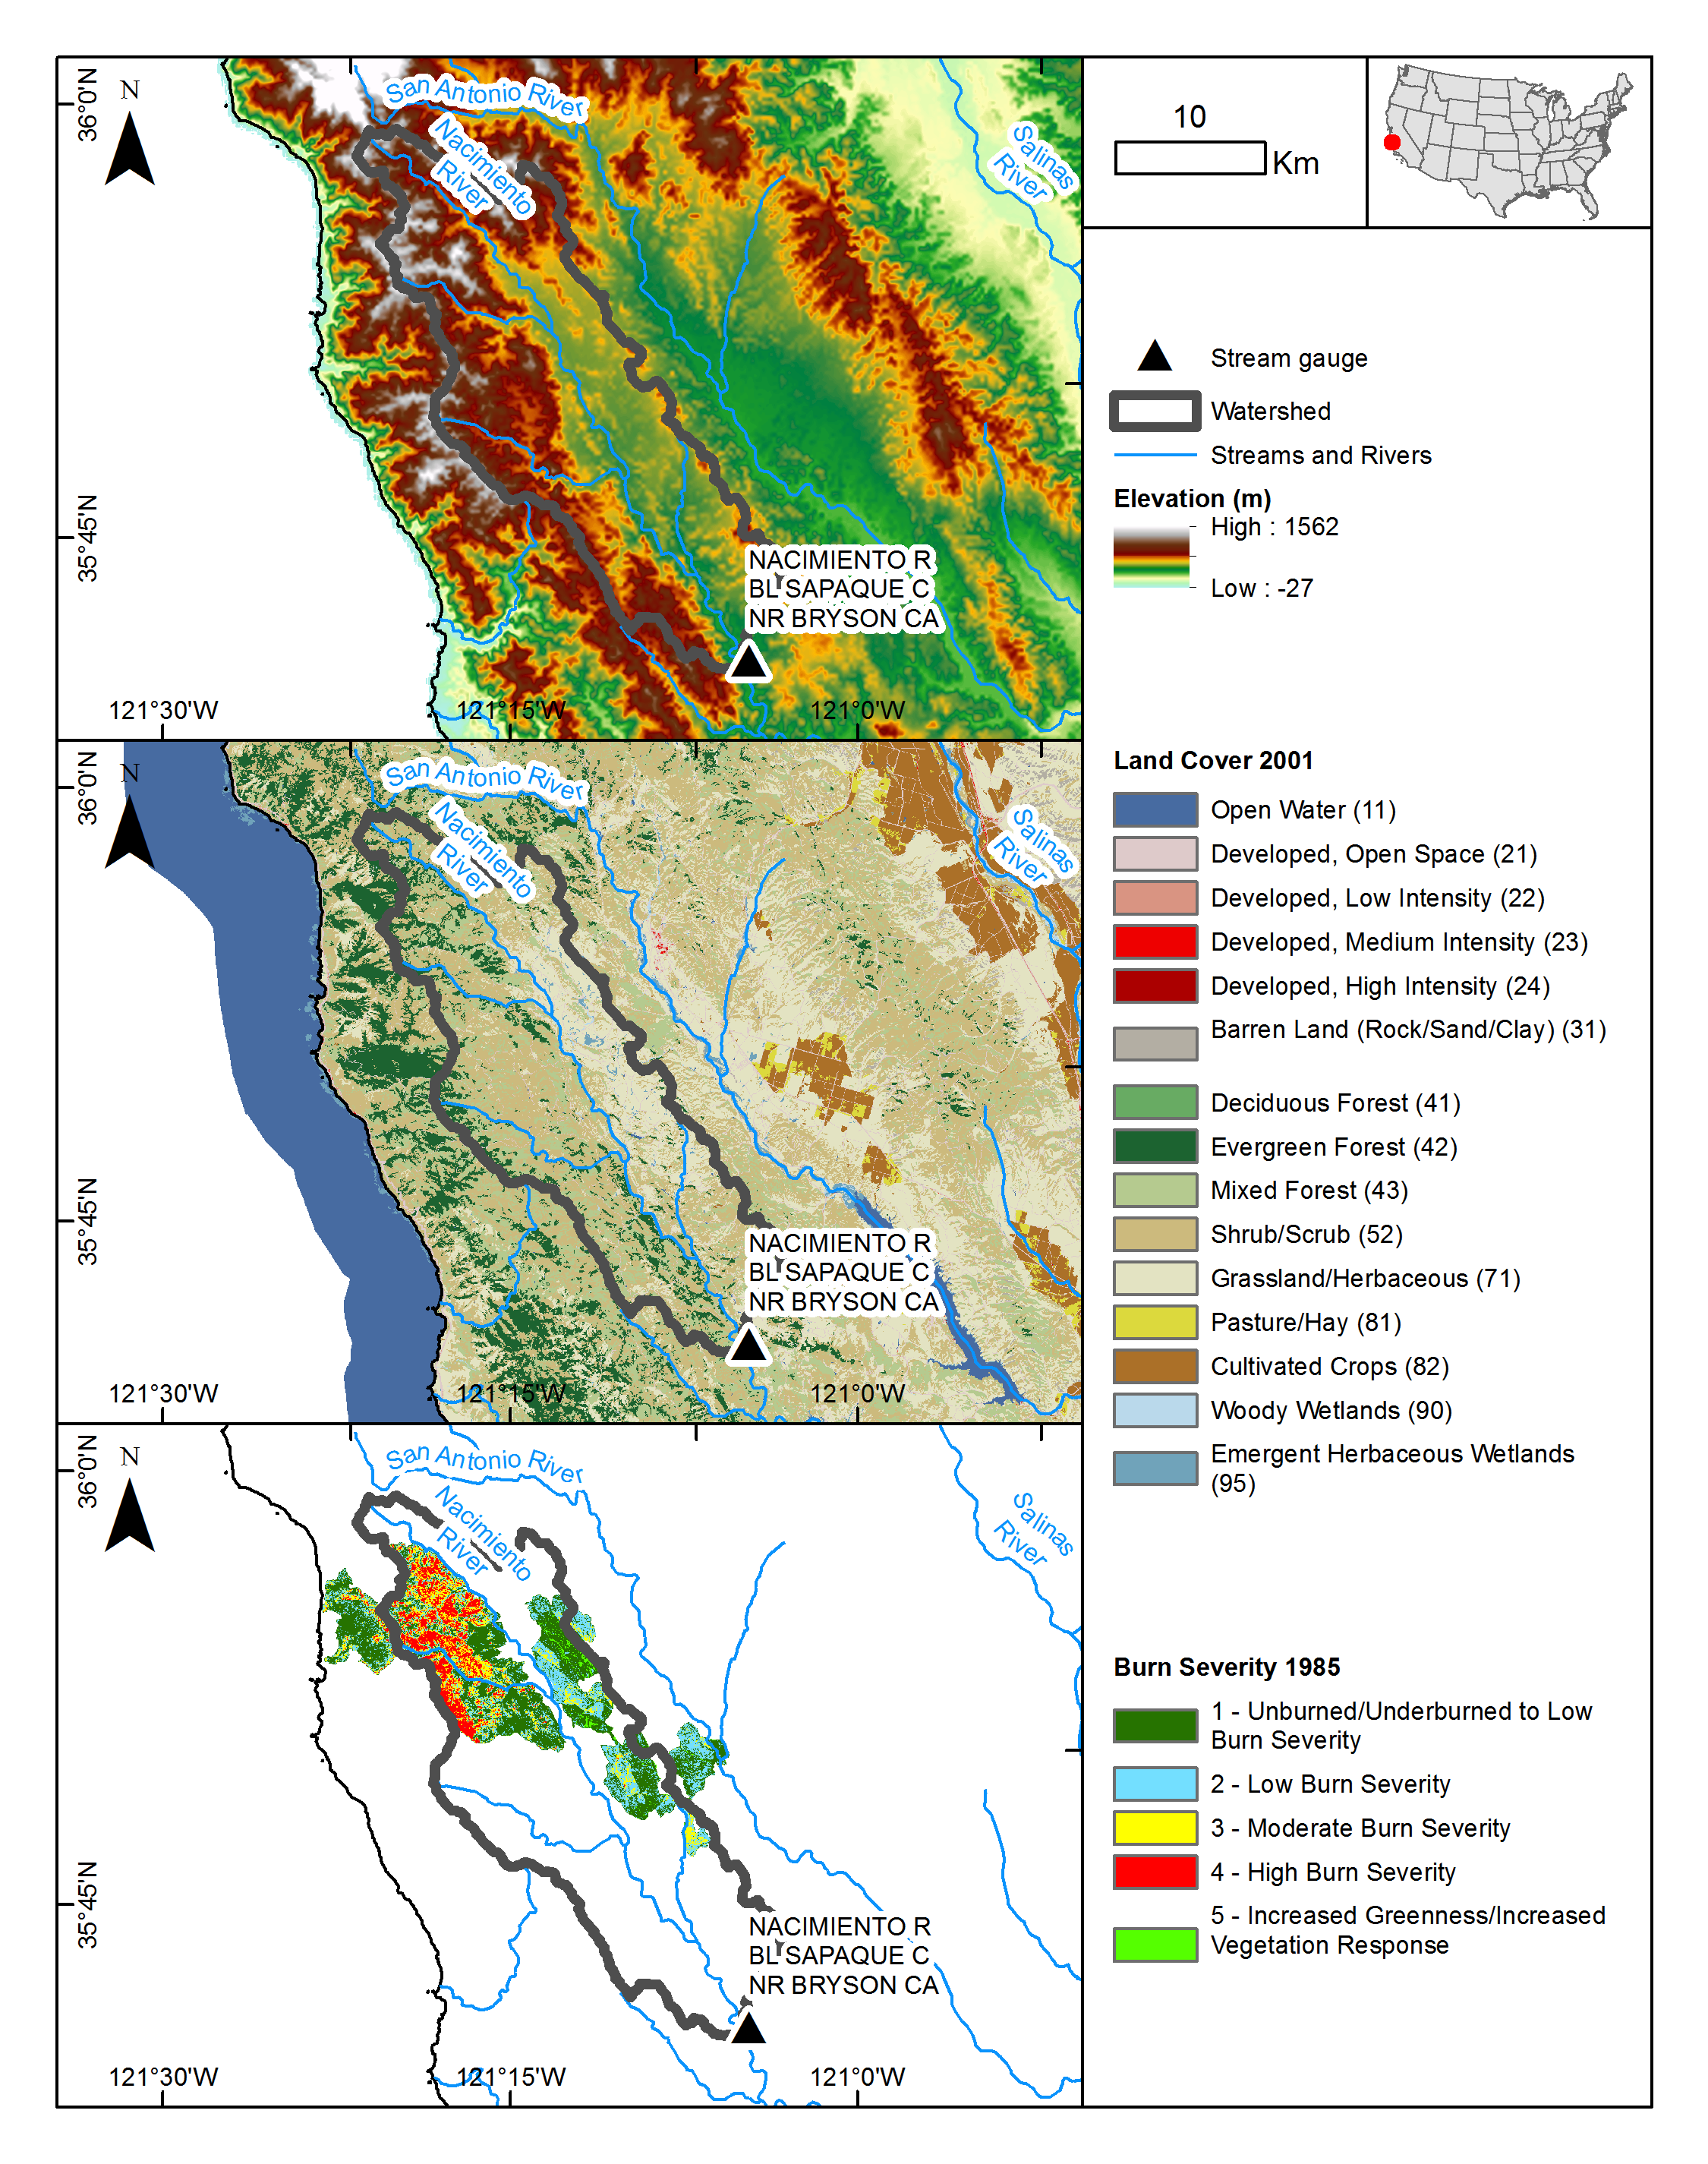 N
36°0'N
San Antonio River
Nacimiento
River
Salinas
River
35°45'N
NACIMIENTO R
BL SAPAQUE C
NR BRYSON CA
121°30'W
121°15'W
121°0'W
N
36°0'N
San Antonio River
Nacimiento
River
Salinas
River
35°45'N
NACIMIENTO R
BL SAPAQUE C
NR BRYSON CA
121°30'W
121°15'W
121°0'W
N
36°0'N
San Antonio River
Nacimiento
River
Salinas
River
35°45'N
NACIMIENTO R
BL SAPAQUE C
NR BRYSON CA
121°30'W
121°15'W
121°0'W
10
Km
Stream gauge
Watershed
Streams and Rivers
Elevation (m)
High : 1562
Low : -27
Land Cover 2001
Open Water (11)
Developed, Open Space (21)
Developed, Low Intensity (22)
Developed, Medium Intensity (23)
Developed, High Intensity (24)
Barren Land (Rock/Sand/Clay) (31)
Deciduous Forest (41)
Evergreen Forest (42)
Mixed Forest (43)
Shrub/Scrub (52)
Grassland/Herbaceous (71)
Pasture/Hay (81)
Cultivated Crops (82)
Woody Wetlands (90)
Emergent Herbaceous Wetlands
(95)
Burn Severity 1985
1 - Unburned/Underburned to Low
Burn Severity
2 - Low Burn Severity
3 - Moderate Burn Severity
4 - High Burn Severity
5 - Increased Greenness/Increased
Vegetation Response